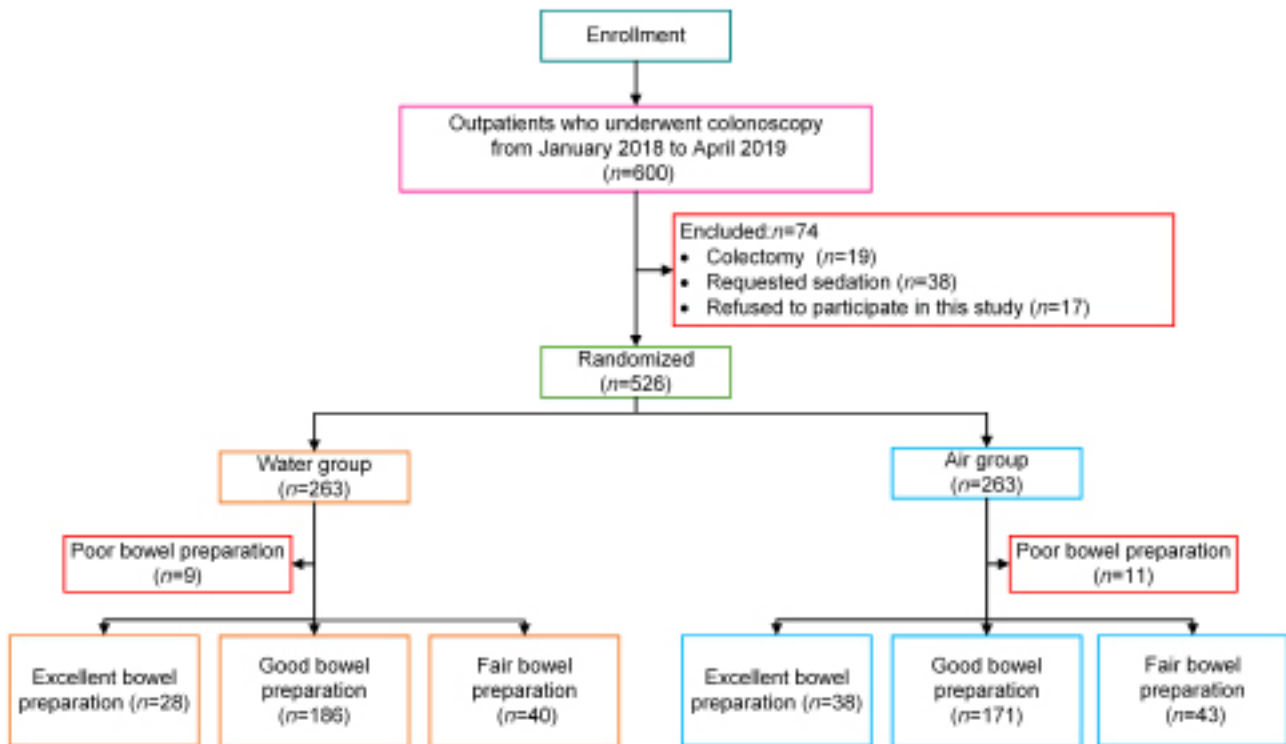 Enrollment
Outpatients who underwent colonoscopy
from January 2018 to April 2019
(n=600)
Encluded:n=74
• Colectomy (n=19)
• Requested sedation (n=38)
• Refused to participate in this study (n=17)
Randomized
(n=526)
Water group
(n=263)
Air group
(n=263)
Poor bowel preparation
(n=9)
Poor bowel preparation
(n=11)
Excellent bowel
preparation (n=28)
Good bowel
preparation
(n=186)
Fair bowel
preparation
(n=40)
Excellent bowel
preparation (n=38)
Good bowel
preparation
(n=171)
Fair bowel
preparation
(n=43)